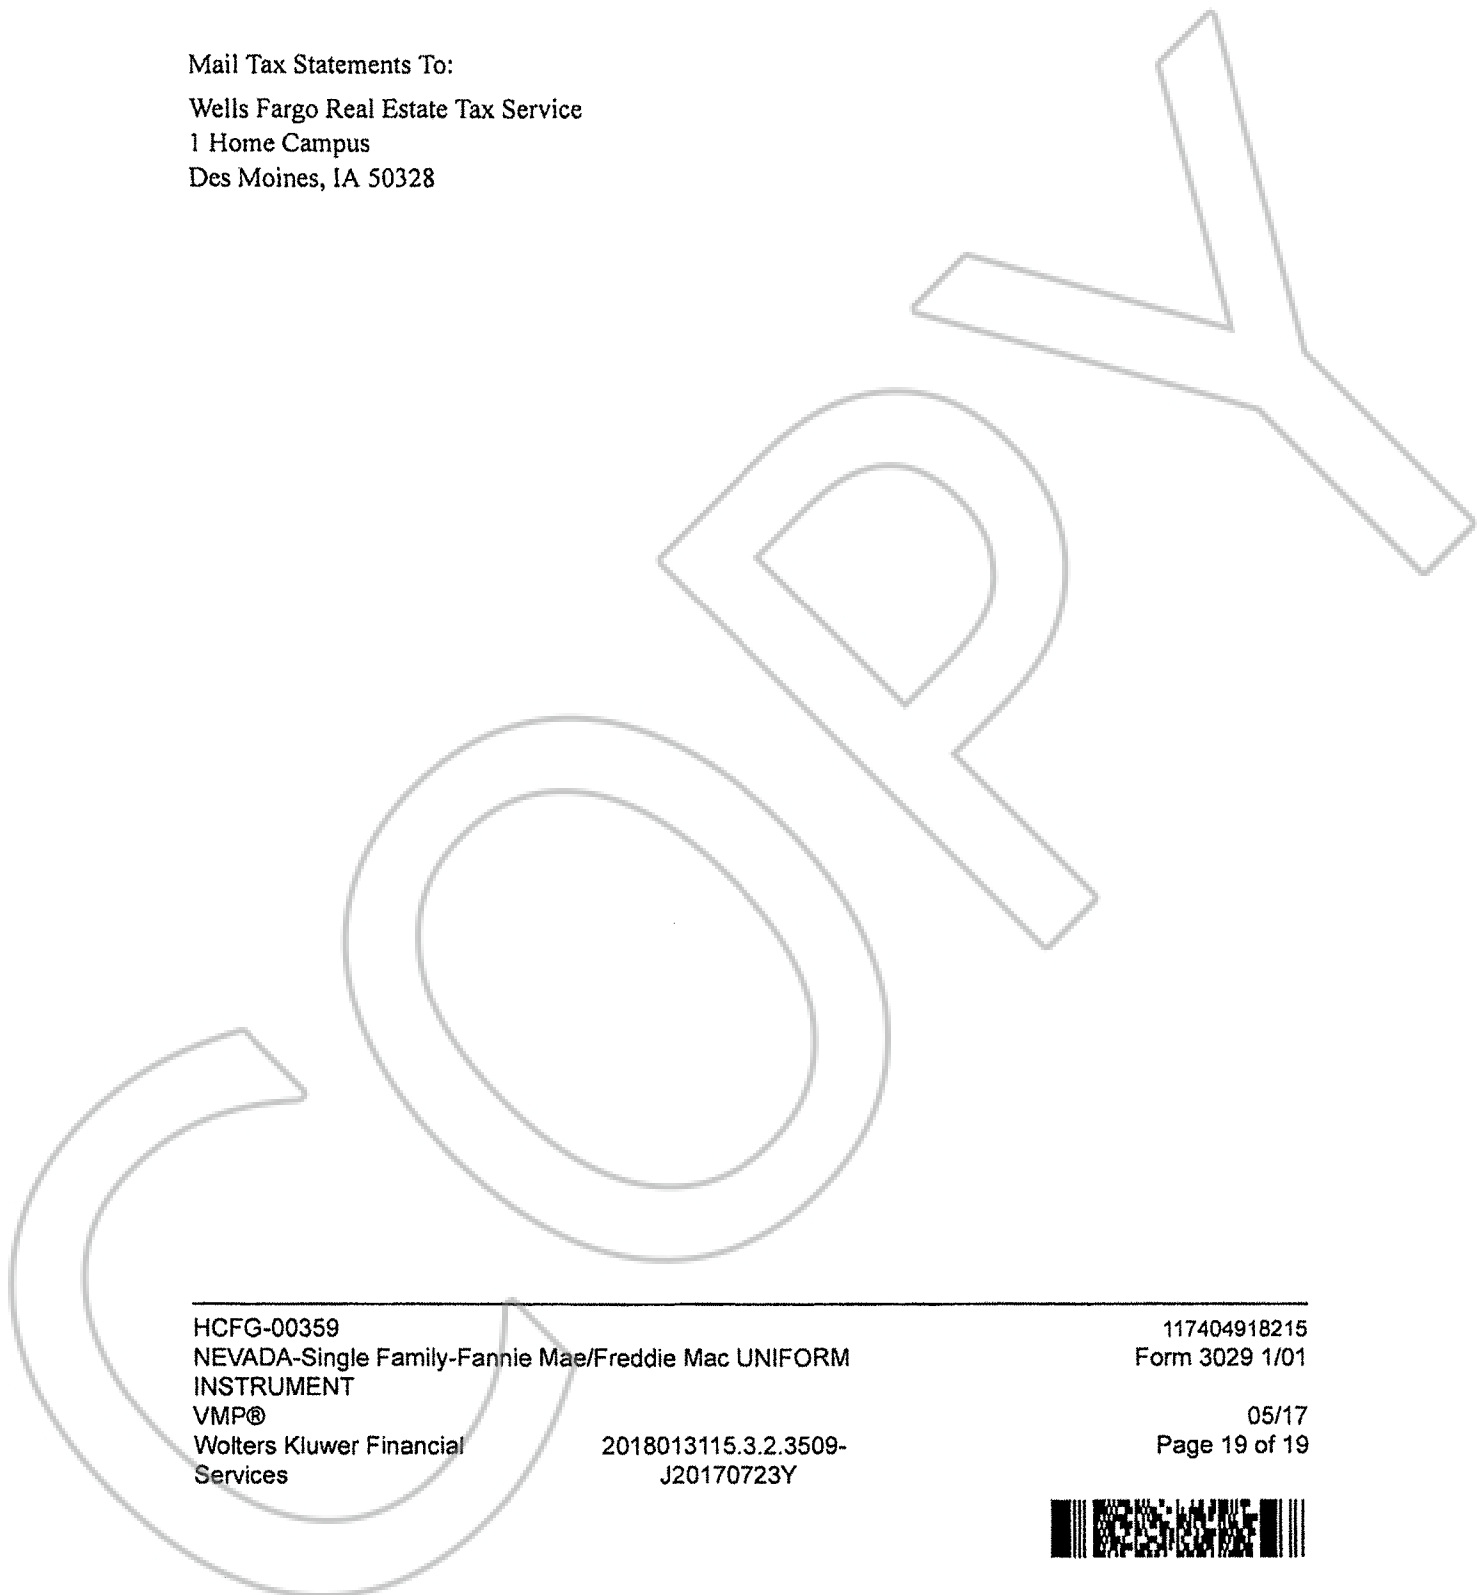 Mail Tax Statements To:
Wells Fargo Real Estate Tax Service
1 Home Campus
Des Moines, IA 50328
COPY
HCFG-00359 117404918215
NEVADA-Single Family-Fannie Mae/Freddie Mac UNIFORM Form 3029 1/01
INSTRUMENT
VMP® 05/17
Wolters Kluwer Financial 2018013115.3.2.3509- Page 19 of 19
Services J20170723Y